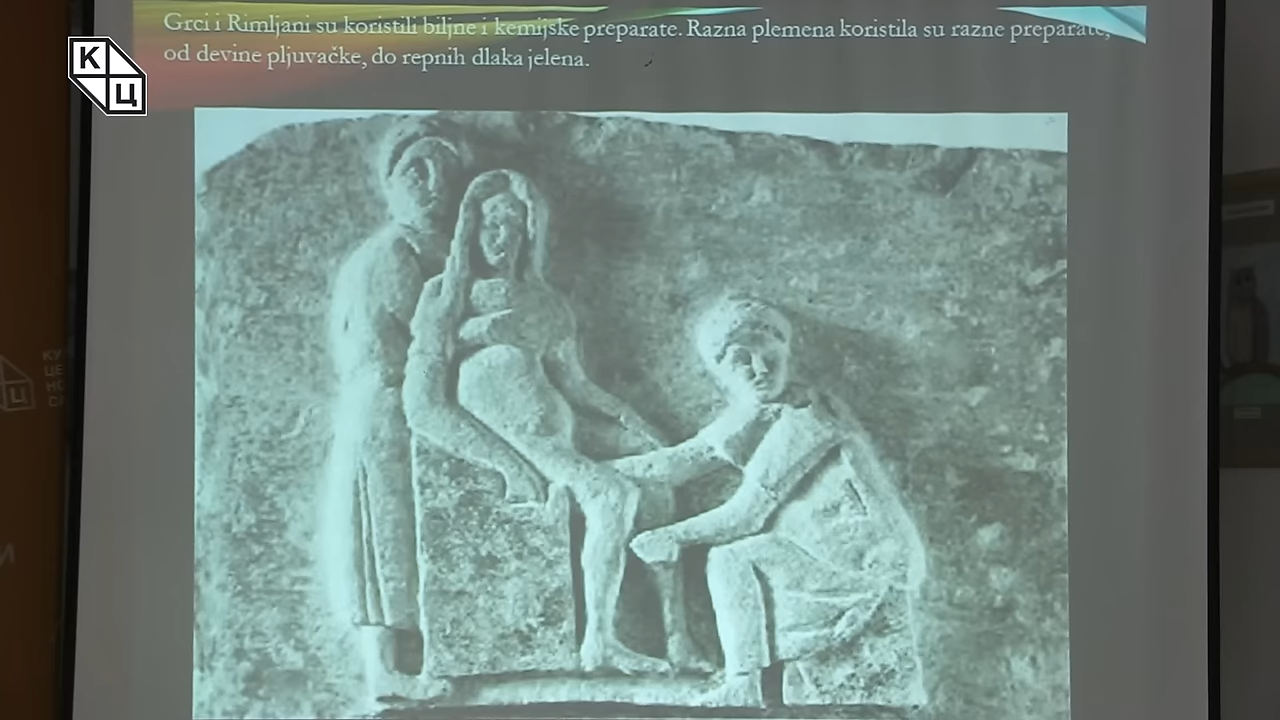 Grci i Rimljani su koristili biljne i kemijske preparate. Razna plemena koristila su razne preparate,
od devine pljuvačke, do repnih dlaka jelena.
К
Ц